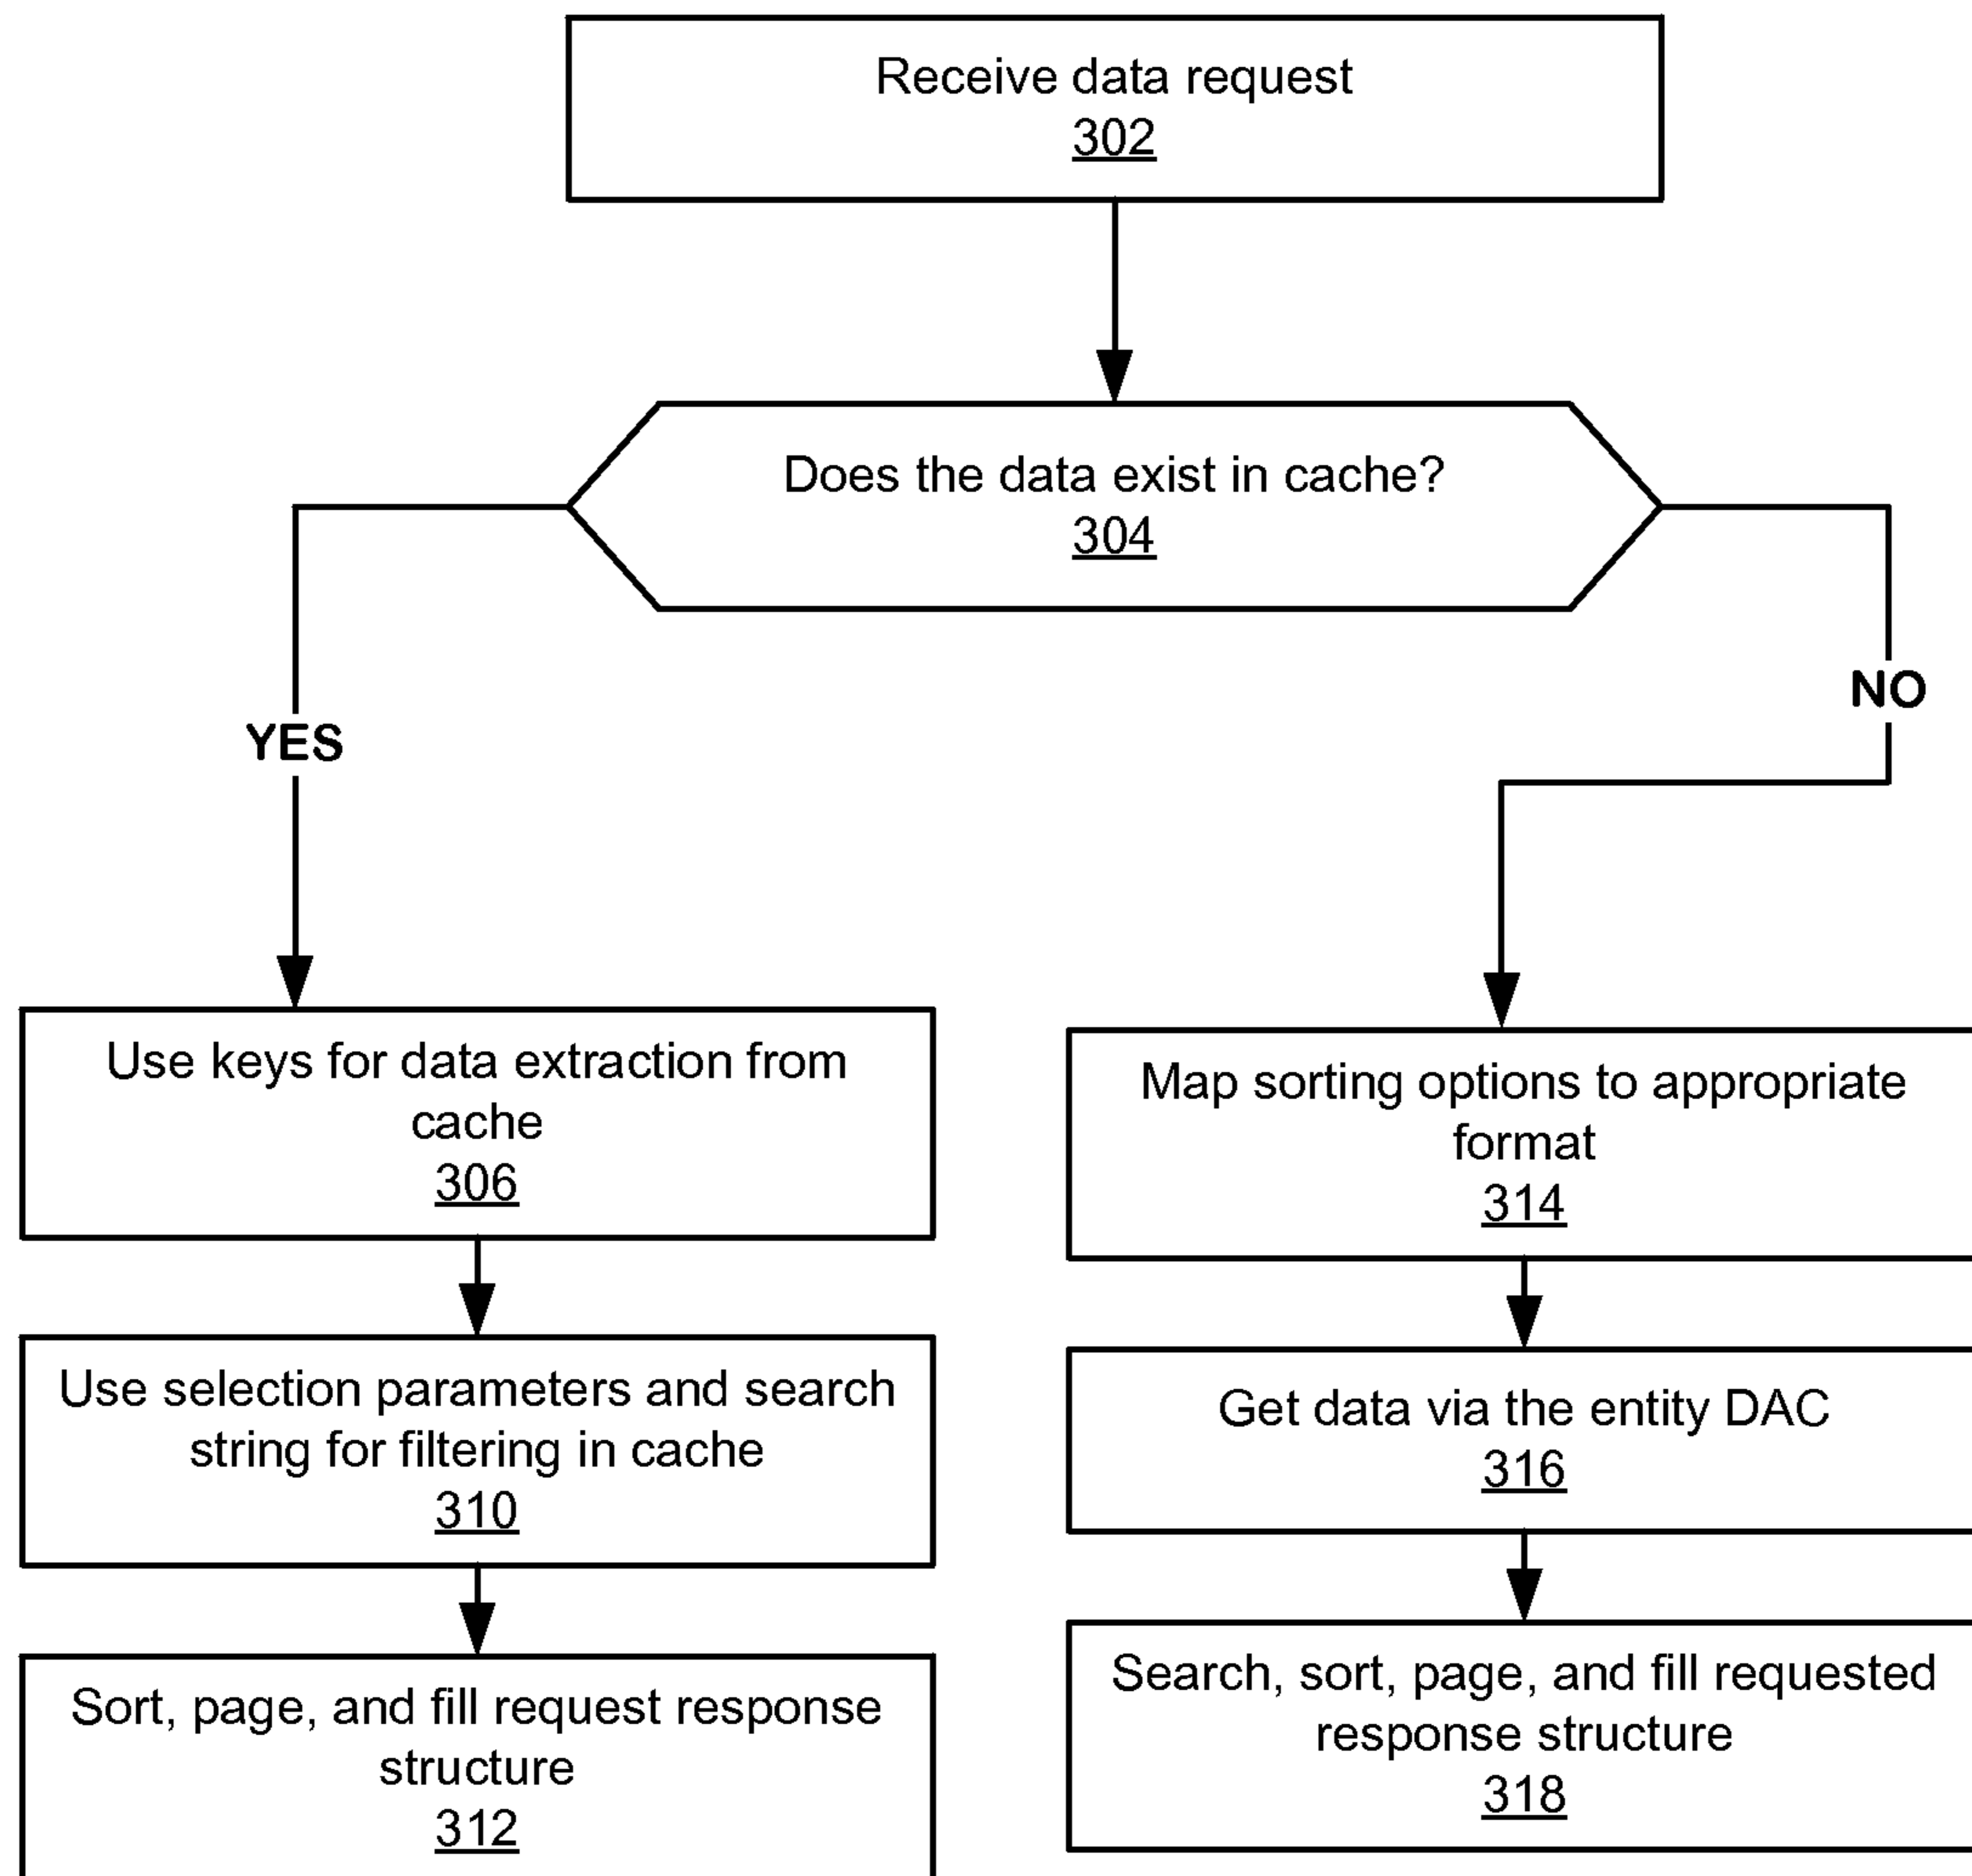 Receive data request
302
Does the data exist in cache?
304
YES
NO
Use keys for data extraction from
cache
306
Use selection parameters and search
string for filtering in cache
310
Sort, page, and fill request response
structure
312
Map sorting options to appropriate
format
314
Get data via the entity DAC
316
Search, sort, page, and fill requested
response structure
318